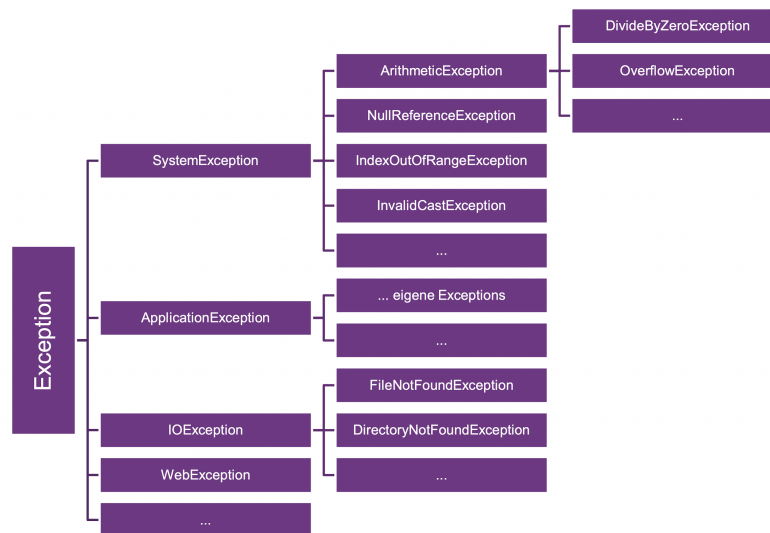 Exception
SystemException
ArithmeticException
DivideByZeroException
OverflowException
...
NullReferenceException
IndexOutOfRangeException
InvalidCastException
...
ApplicationException
... eigene Exceptions
...
IOException
FileNotFoundException
DirectoryNotFoundException
...
WebException
...